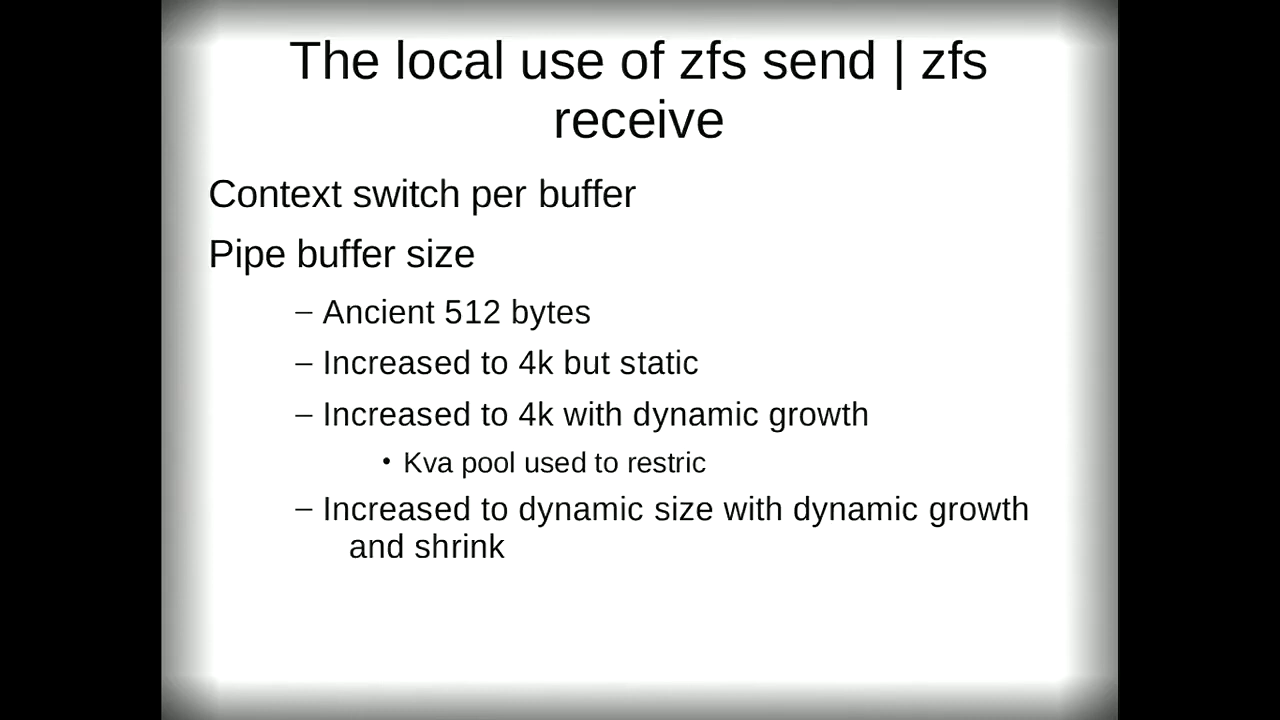 The local use of zfs send | zfs
receive
Context switch per buffer
Pipe buffer size
– Ancient 512 bytes
– Increased to 4k but static
– Increased to 4k with dynamic growth
• Kva pool used to restric
– Increased to dynamic size with dynamic growth
and shrink